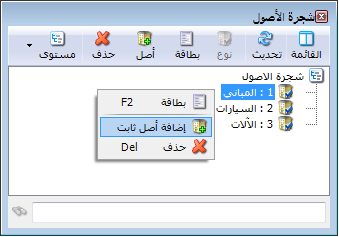 شجرة الأصول
القائمة تحديث نوع بطاقة أصل حذف مستوى
شجرة الاصول
1 : المباني
2 : السيارات
3 : الآلات
بطاقة F2
إضافة أصل ثابت
حذف Del